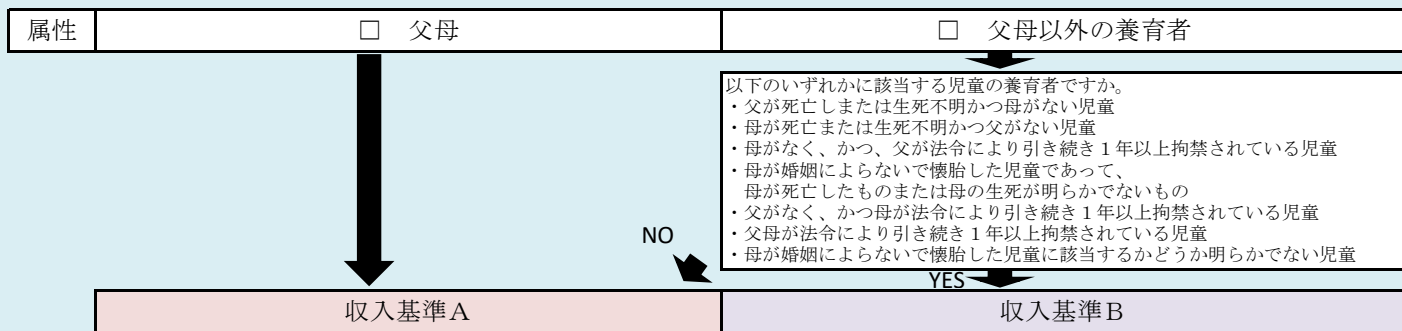 属性
□ 父母
□ 父母以外の養育者
以下のいずれかに該当する児童の養育者ですか。
・父が死亡しまたは生死不明かつ母がない児童
・母が死亡または生死不明かつ父がない児童
・母がなく、かつ、父が法令により引き続き１年以上拘禁されている児童
・母が婚姻によらないで懐胎した児童であって、
母が死亡したものまたは母の生死が明らかでないもの
・父がなく、かつ母が法令により引き続き１年以上拘禁されている児童
・父母が法令により引き続き１年以上拘禁されている児童
・母が婚姻によらないで懐胎した児童に該当するかどうか明らかでない児童
NO
YES
収入基準Ａ
収入基準Ｂ